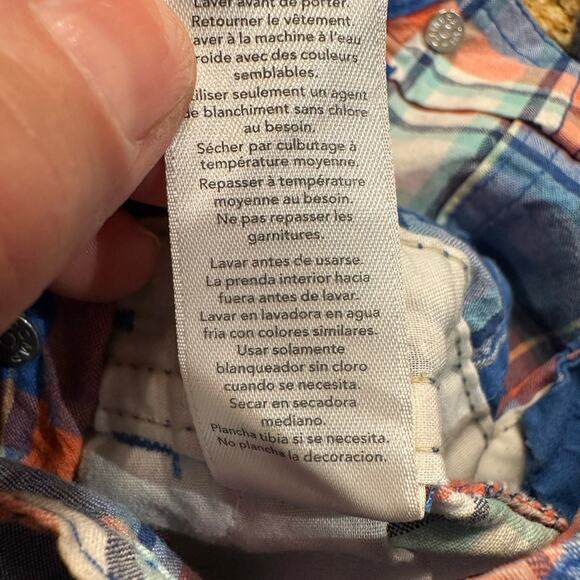 Laver avant de porter.
Retourner le vêtement.
aver à la machine à l'eau
roide avec des couleurs
semblables.
tiliser seulement un agent
de blanchiment sans chlore
au besoin.
Sécher par culbutage à
température moyenne.
Repasser à température
moyenne au besoin.
Ne pas repasser les
garnitures.
Lavar antes de usarse.
La prenda interior hacia
fuera antes de lavar.
Lavar en lavadora en agua
fria con colores similares.
Usar solamente
blanqueador sin cloro
cuando se necesita.
Secar en secadora
mediano.
Plancha tibia si se necesita.
No plancha la decoracion.